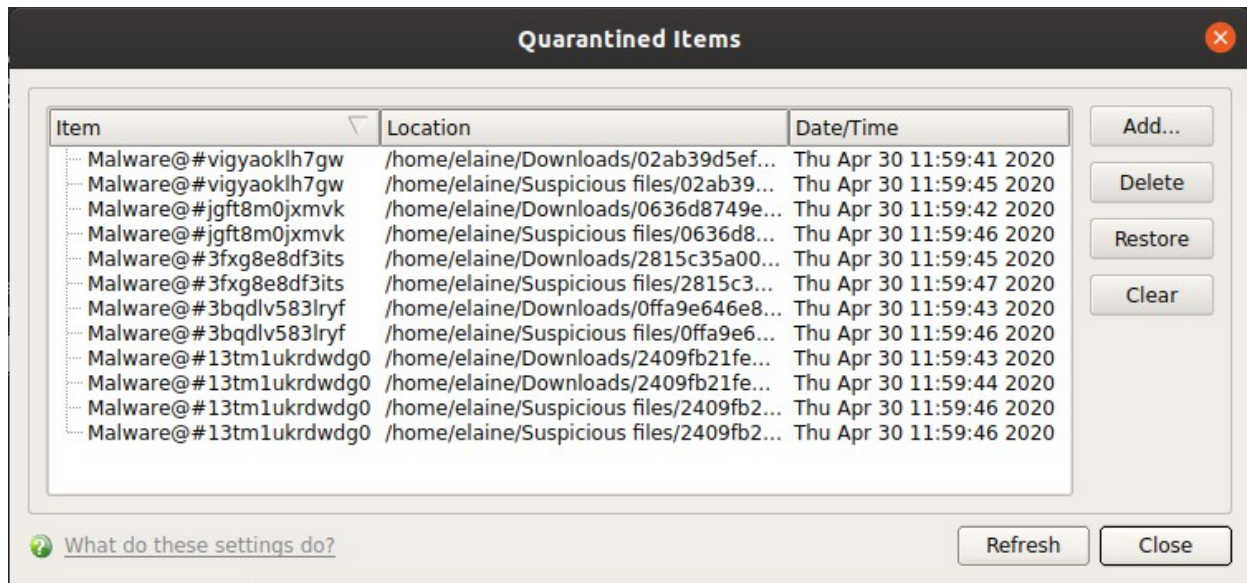 Quarantined Items
Item Location Date/Time Add...
Malware@#vigyaoklh7gw /home/elaine/Downloads/02ab39d5ef... Thu Apr 30 11:59:41 2020
Malware@#vigyaoklh7gw /home/elaine/Suspicious files/02ab39... Thu Apr 30 11:59:45 2020
Delete
Malware@#jgft8m0jxmvk /home/elaine/Downloads/0636d8749e... Thu Apr 30 11:59:42 2020
Malware@#jgft8m0jxmvk /home/elaine/Suspicious files/0636d8... Thu Apr 30 11:59:46 2020
Restore
Malware@#3fxg8e8df3its /home/elaine/Downloads/2815c35a00... Thu Apr 30 11:59:45 2020
Malware@#3fxg8e8df3its /home/elaine/Suspicious files/2815c3... Thu Apr 30 11:59:47 2020
Clear
Malware@#3bqdlv583lryf /home/elaine/Downloads/0ffa9e646e8... Thu Apr 30 11:59:43 2020
Malware@#3bqdlv583lryf /home/elaine/Suspicious files/0ffa9e6... Thu Apr 30 11:59:46 2020
Malware@#13tm1ukrdwdg0 /home/elaine/Downloads/2409fb21fe... Thu Apr 30 11:59:43 2020
Malware@#13tm1ukrdwdg0 /home/elaine/Downloads/2409fb21fe... Thu Apr 30 11:59:44 2020
Malware@#13tm1ukrdwdg0 /home/elaine/Suspicious files/2409fb2... Thu Apr 30 11:59:46 2020
Malware@#13tm1ukrdwdg0 /home/elaine/Suspicious files/2409fb2... Thu Apr 30 11:59:46 2020
What do these settings do? Refresh Close